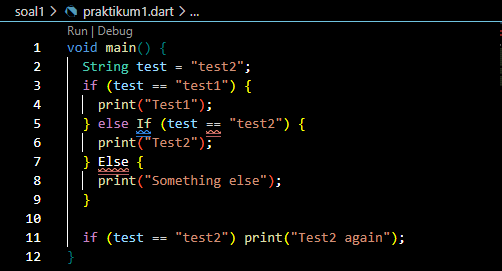 soal1 > praktikum1.dart > ...
Run | Debug
1 void main() {
2 String test = "test2";
3 if (test == "test1") {
4 print("Test1");
5 } else If (test == "test2") {
6 print("Test2");
7 } Else {
8 print("Something else");
9 }
10
11 if (test == "test2") print("Test2 again");
12 }